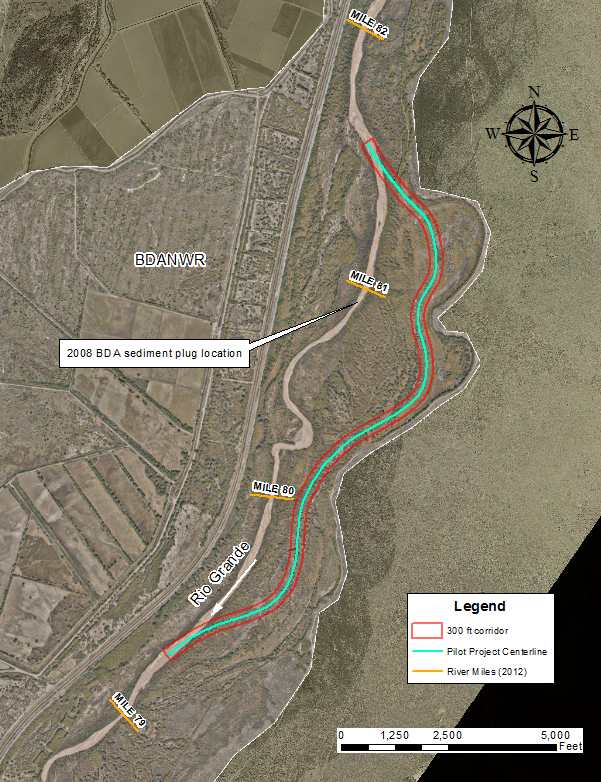 MILE 82
N
W
E
S
BDANWR
MILE 81
2008 BDA sediment plug location
MILE 80
Rio Grande
MILE 79
Legend
300 ft corridor
Pilot Project Centerline
River Miles (2012)
0 1,250 2,500 5,000
Feet